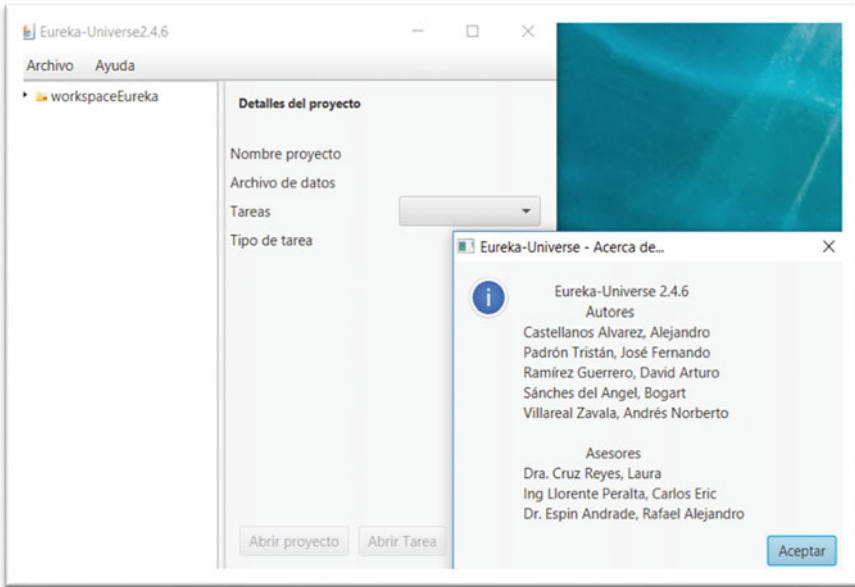 Eureka-Universe2.4.6
Archivo Ayuda
workspaceEureka
Detalles del proyecto
Nombre proyecto
Archivo de datos
Tareas
Tipo de tarea
Abrir proyecto Abrir Tarea
Eureka-Universe - Acerca de...
Eureka-Universe 2.4.6
Autores
Castellanos Alvarez, Alejandro
Padrón Tristán, José Fernando
Ramírez Guerrero, David Arturo
Sánches del Angel, Bogart
Villareal Zavala, Andrés Norberto
Asesores
Dra. Cruz Reyes, Laura
Ing Llorente Peralta, Carlos Eric
Dr. Espin Andrade, Rafael Alejandro
Aceptar